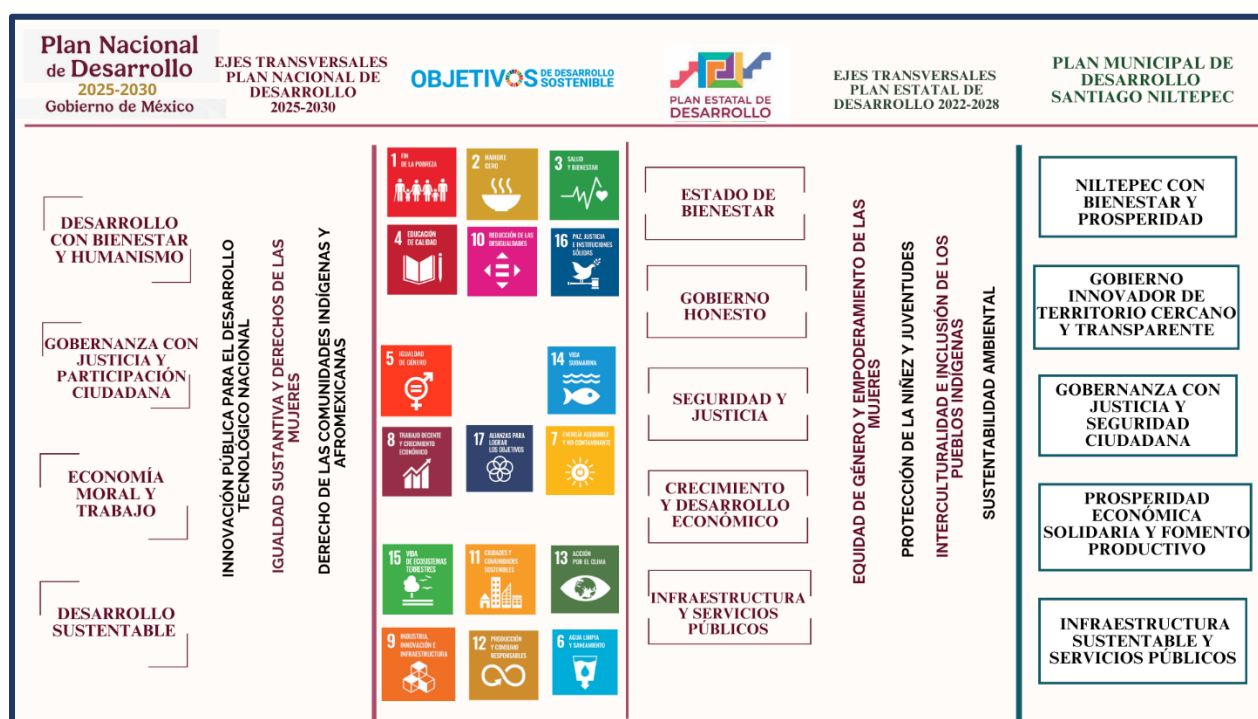 Plan Nacional
de Desarrollo
2025-2030
Gobierno de México
EJES TRANSVERSALES
PLAN NACIONAL DE
DESARROLLO
2025-2030
OBJETIVOS DE DESARROLLO
SOSTENIBLE
PLAN ESTATAL DE
DESARROLLO
EJES TRANSVERSALES
PLAN ESTATAL DE
DESARROLLO 2022-2028
PLAN MUNICIPAL DE
DESARROLLO
SANTIAGO NILTEPEC
DESARROLLO
CON BIENESTAR
Y HUMANISMO
GOBERNANZA CON
JUSTICIA Y
PARTICIPACIÓN
CIUDADANA
ECONOMÍA
MORAL Y
TRABAJO
DESARROLLO
SUSTENTABLE
INNOVACIÓN PÚBLICA PARA EL DESARROLLO
TECNOLÓGICO NACIONAL
IGUALDAD SUSTANTIVA Y DERECHOS DE LAS
MUJERES
DERECHO DE LAS COMUNIDADES INDÍGENAS Y
AFROMEXICANAS
1 FIN
DE LA POBREZA
2 HAMBRE
CERO
3 SALUD
Y BIENESTAR
4 EDUCACIÓN
DE CALIDAD
10 REDUCCIÓN DE LAS
DESIGUALDADES
16 PAZ, JUSTICIA
E INSTITUCIONES
SÓLIDAS
5 IGUALDAD
DE GÉNERO
14 VIDA
SUBMARINA
8 TRABAJO DECENTE
Y CRECIMIENTO
ECONÓMICO
17 ALIANZAS PARA
LOGRAR
LOS OBJETIVOS
7 ENERGÍA ASEQUIBLE
Y NO CONTAMINANTE
15 VIDA
DE ECOSISTEMAS
TERRESTRES
11 CIUDADES Y
COMUNIDADES
SOSTENIBLES
13 ACCIÓN
POR EL CLIMA
9 INDUSTRIA,
INNOVACIÓN E
INFRAESTRUCTURA
12 PRODUCCIÓN
Y CONSUMO
RESPONSABLES
6 AGUA LIMPIA
Y SANEAMIENTO
ESTADO DE
BIENESTAR
GOBIERNO
HONESTO
SEGURIDAD Y
JUSTICIA
CRECIMIENTO
Y DESARROLLO
ECONÓMICO
INFRAESTRUCTURA
Y SERVICIOS
PÚBLICOS
EQUIDAD DE GÉNERO Y EMPODERAMIENTO DE LAS
MUJERES
PROTECCIÓN DE LA NIÑEZ Y JUVENTUDES
INTERCULTURALIDAD E INCLUSIÓN DE LOS
PUEBLOS INDÍGENAS
SUSTENTABILIDAD AMBIENTAL
NILTEPEC CON
BIENESTAR Y
PROSPERIDAD
GOBIERNO
INNOVADOR DE
TERRITORIO CERCANO
Y TRANSPARENTE
GOBERNANZA CON
JUSTICIA Y
SEGURIDAD
CIUDADANA
PROSPERIDAD
ECONÓMICA
SOLIDARIA Y FOMENTO
PRODUCTIVO
INFRAESTRUCTURA
SUSTENTABLE Y
SERVICIOS PÚBLICOS